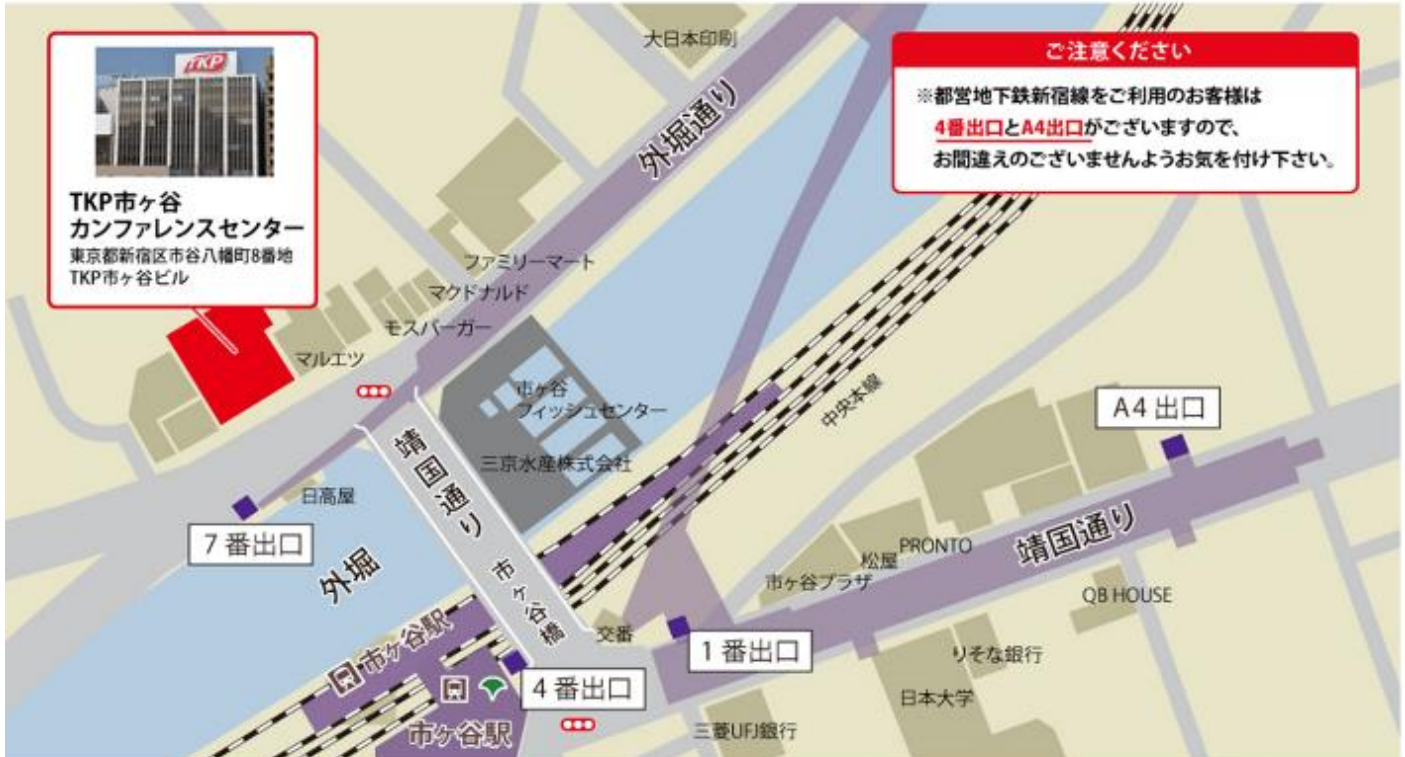 TKP
TKP市ヶ谷
カンファレンスセンター
東京都新宿区市谷八幡町8番地
TKP市ヶ谷ビル
大日本印刷
外堀通り
ご注意ください
※都営地下鉄新宿線をご利用のお客様は
4番出口とA4出口がございますので、
お間違えのございませんようお気を付け下さい。
ファミリーマート
マクドナルド
モスバーガー
マルエツ
市ヶ谷
フィッシュセンター
三京水産株式会社
中央本線
A4 出口
靖国通り
日高屋
7 番出口
外堀
市ヶ谷橋
靖国通り
PRONTO
松屋
市ヶ谷プラザ
QB HOUSE
交番
1 番出口
りそな銀行
日本大学
市ヶ谷駅
4 番出口
市ヶ谷駅
三菱UFJ銀行